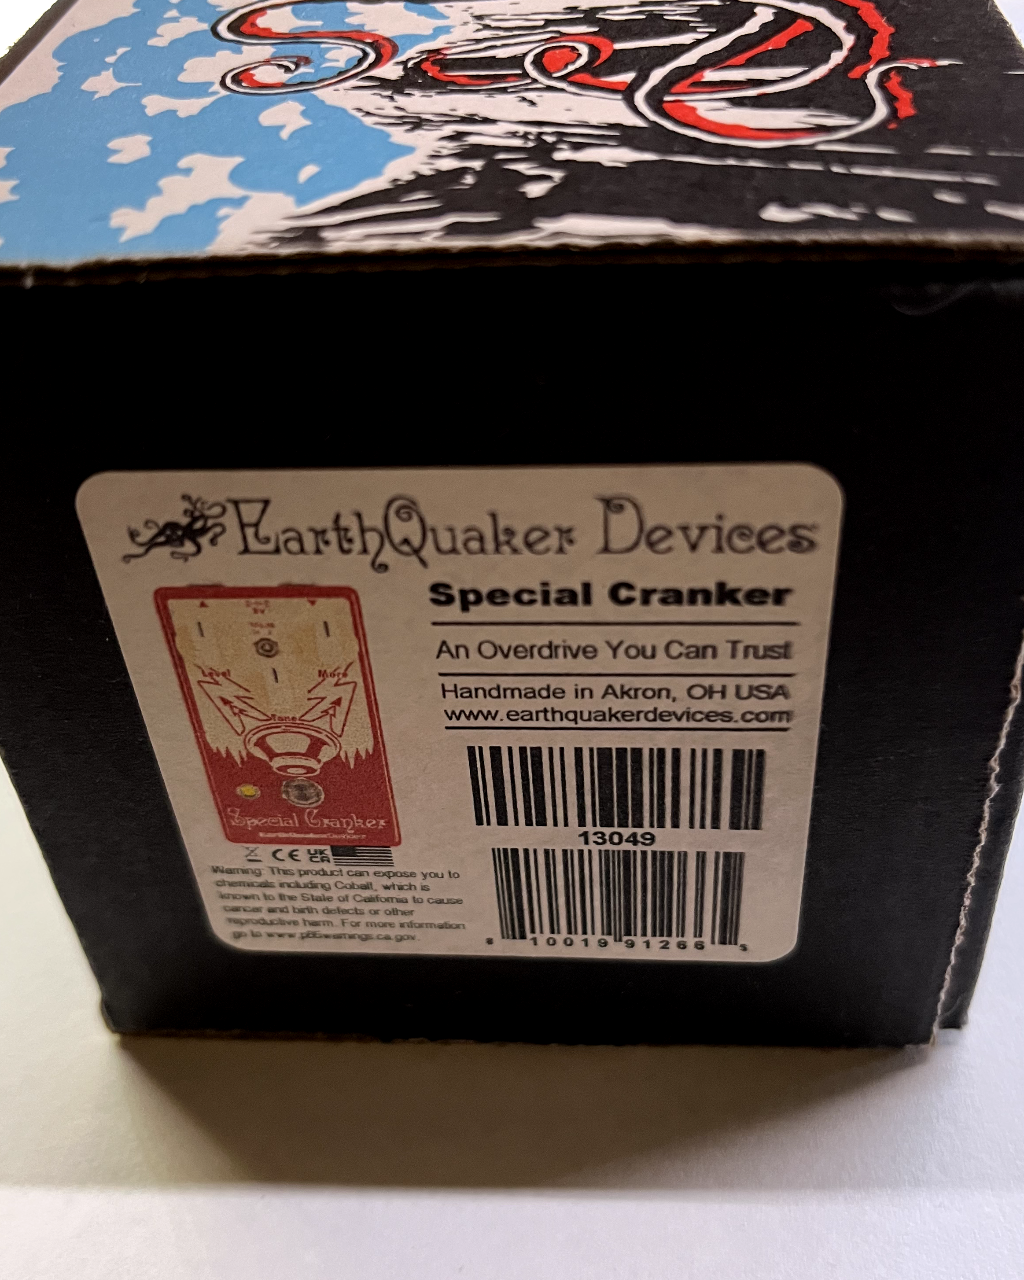 EarthQuaker Devices
Special Cranker
An Overdrive You Can Trust
Handmade in Akron, OH USA
www.earthquakerdevices.com
Level
More
Tone
Special Cranker
EarthQuaker Devices
CE UK CA
13049
Warning: This product can expose you to
chemicals including Cobalt, which is
known to the State of California to cause
cancer and birth defects or other
reproductive harm. For more information
go to www.p65warnings.ca.gov.
8 10019 91266 5